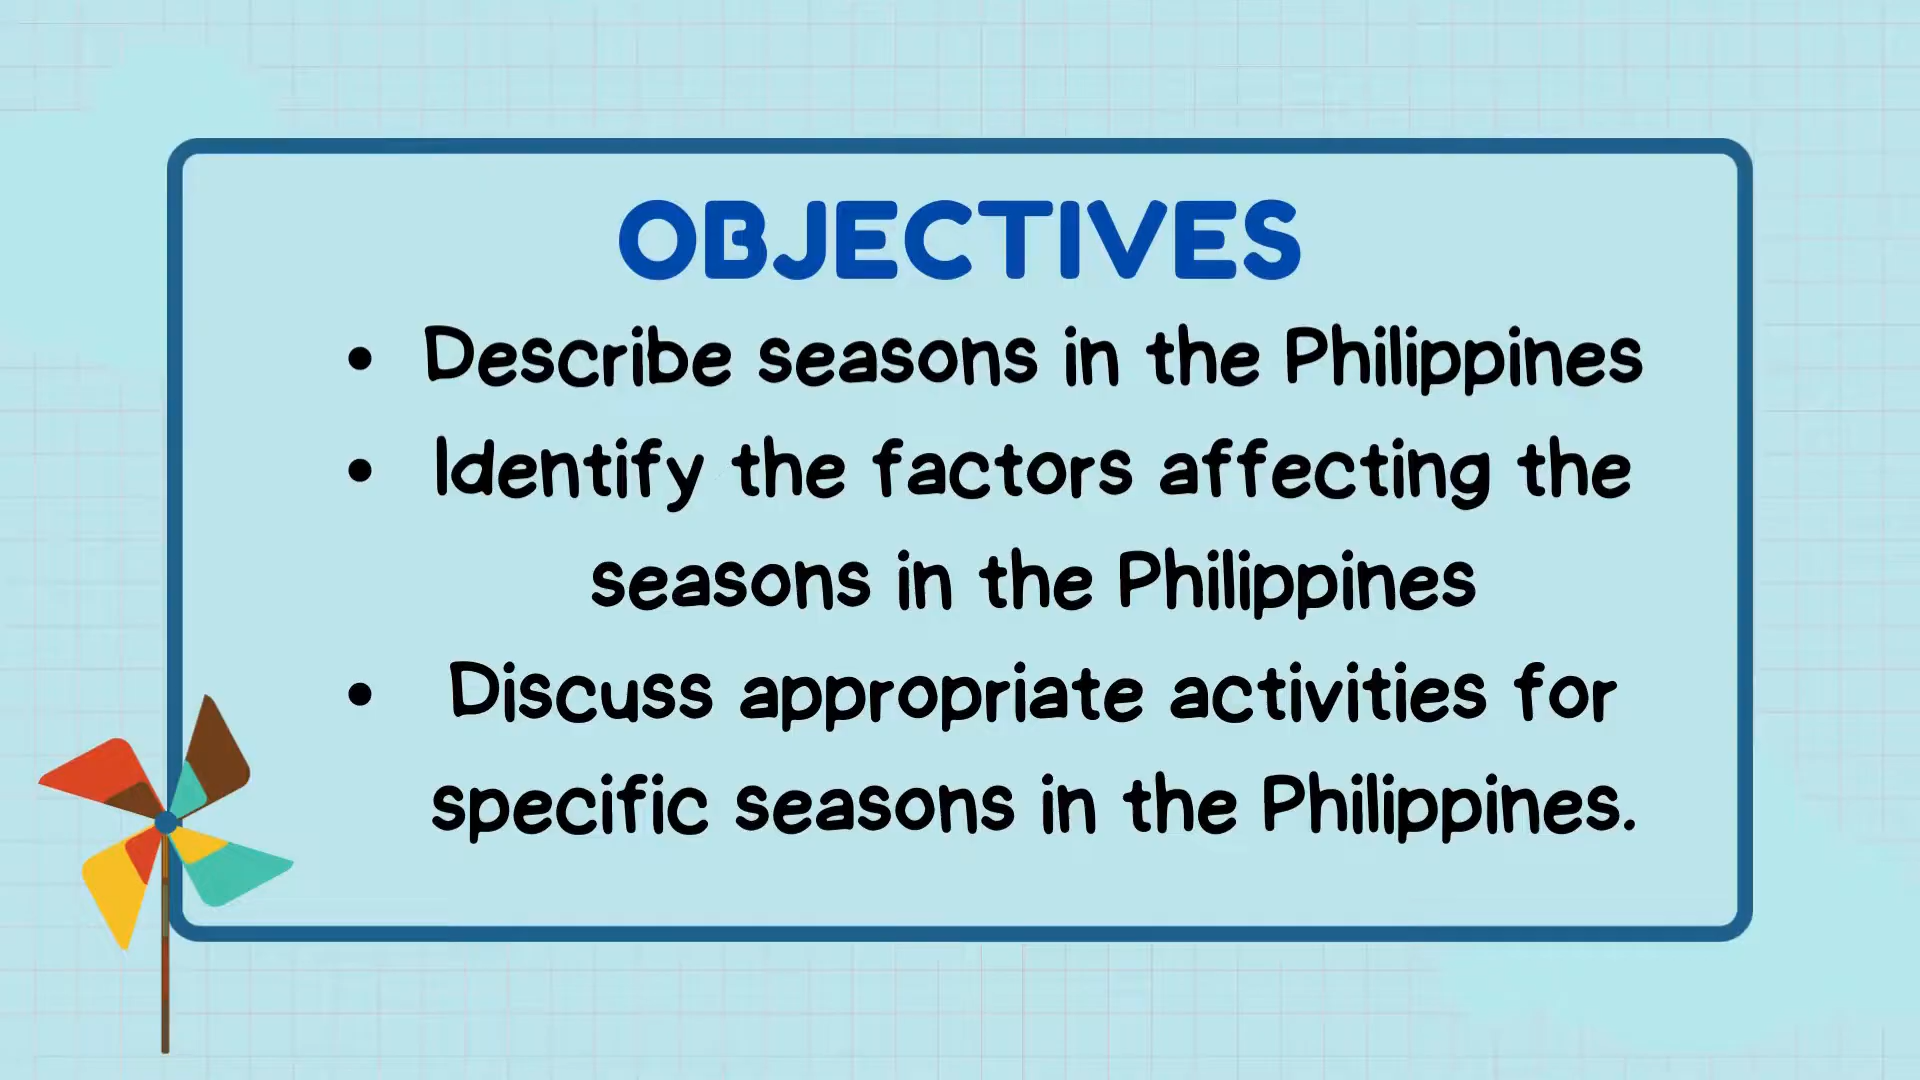 OBJECTIVES
• Describe seasons in the Philippines
• Identify the factors affecting the
seasons in the Philippines
• Discuss appropriate activities for
specific seasons in the Philippines.